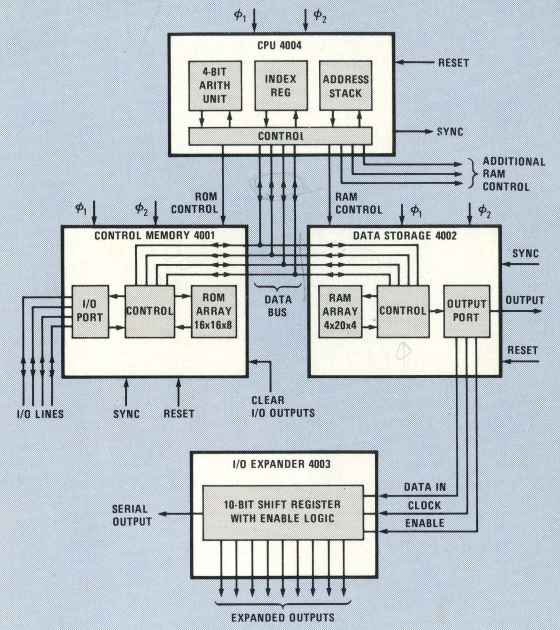 ϕ1
ϕ2
CPU 4004
4-BIT
ARITH
UNIT
INDEX
REG
ADDRESS
STACK
CONTROL
RESET
SYNC
ADDITIONAL
RAM
CONTROL
ROM
CONTROL
RAM
CONTROL
ϕ1
ϕ2
CONTROL MEMORY 4001
I/O
PORT
CONTROL
ROM
ARRAY
16x16x8
I/O LINES
SYNC
RESET
CLEAR
I/O OUTPUTS
DATA
BUS
ϕ1
ϕ2
DATA STORAGE 4002
RAM
ARRAY
4x20x4
CONTROL
OUTPUT
PORT
SYNC
OUTPUT
RESET
I/O EXPANDER 4003
10-BIT SHIFT REGISTER
WITH ENABLE LOGIC
SERIAL
OUTPUT
DATA IN
CLOCK
ENABLE
EXPANDED OUTPUTS